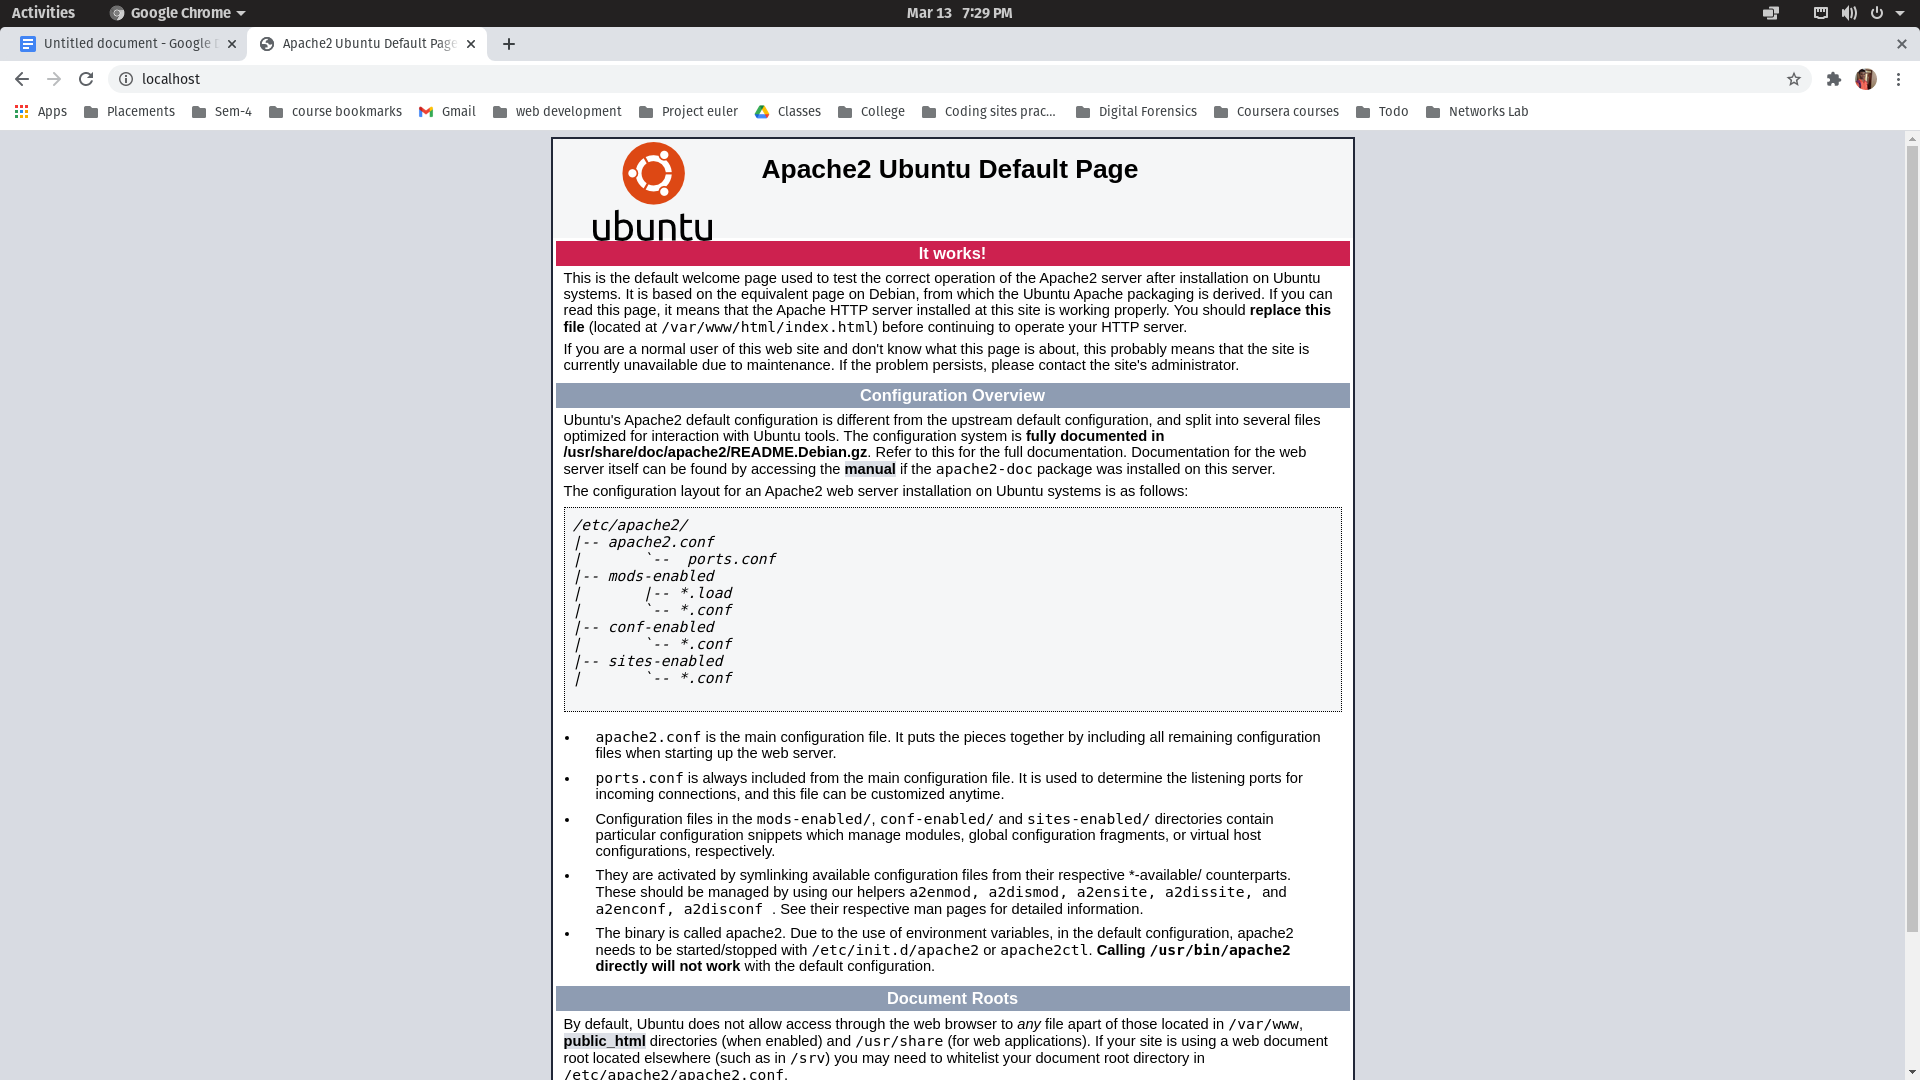 Activities
Google Chrome
Mar 13 7:29 PM
Untitled document - Google D
Apache2 Ubuntu Default Page
localhost
Apps
Placements
Sem-4
course bookmarks
Gmail
web development
Project euler
Classes
College
Coding sites prac...
Digital Forensics
Coursera courses
Todo
Networks Lab
ubuntu
Apache2 Ubuntu Default Page
It works!
This is the default welcome page used to test the correct operation of the Apache2 server after installation on Ubuntu
systems. It is based on the equivalent page on Debian, from which the Ubuntu Apache packaging is derived. If you can
read this page, it means that the Apache HTTP server installed at this site is working properly. You should replace this
file (located at /var/www/html/index.html) before continuing to operate your HTTP server.
If you are a normal user of this web site and don't know what this page is about, this probably means that the site is
currently unavailable due to maintenance. If the problem persists, please contact the site's administrator.
Configuration Overview
Ubuntu's Apache2 default configuration is different from the upstream default configuration, and split into several files
optimized for interaction with Ubuntu tools. The configuration system is fully documented in
/usr/share/doc/apache2/README.Debian.gz. Refer to this for the full documentation. Documentation for the web
server itself can be found by accessing the manual if the apache2-doc package was installed on this server.
The configuration layout for an Apache2 web server installation on Ubuntu systems is as follows:
/etc/apache2/
|-- apache2.conf
|       `--  ports.conf
|-- mods-enabled
|       |-- *.load
|       `-- *.conf
|-- conf-enabled
|       `-- *.conf
|-- sites-enabled
|       `-- *.conf
• apache2.conf is the main configuration file. It puts the pieces together by including all remaining configuration
files when starting up the web server.
• ports.conf is always included from the main configuration file. It is used to determine the listening ports for
incoming connections, and this file can be customized anytime.
• Configuration files in the mods-enabled/, conf-enabled/ and sites-enabled/ directories contain
particular configuration snippets which manage modules, global configuration fragments, or virtual host
configurations, respectively.
• They are activated by symlinking available configuration files from their respective *-available/ counterparts.
These should be managed by using our helpers a2enmod, a2dismod, a2ensite, a2dissite, and
a2enconf, a2disconf . See their respective man pages for detailed information.
• The binary is called apache2. Due to the use of environment variables, in the default configuration, apache2
needs to be started/stopped with /etc/init.d/apache2 or apache2ctl. Calling /usr/bin/apache2
directly will not work with the default configuration.
Document Roots
By default, Ubuntu does not allow access through the web browser to any file apart of those located in /var/www,
public_html directories (when enabled) and /usr/share (for web applications). If your site is using a web document
root located elsewhere (such as in /srv) you may need to whitelist your document root directory in
/etc/apache2/apache2.conf.